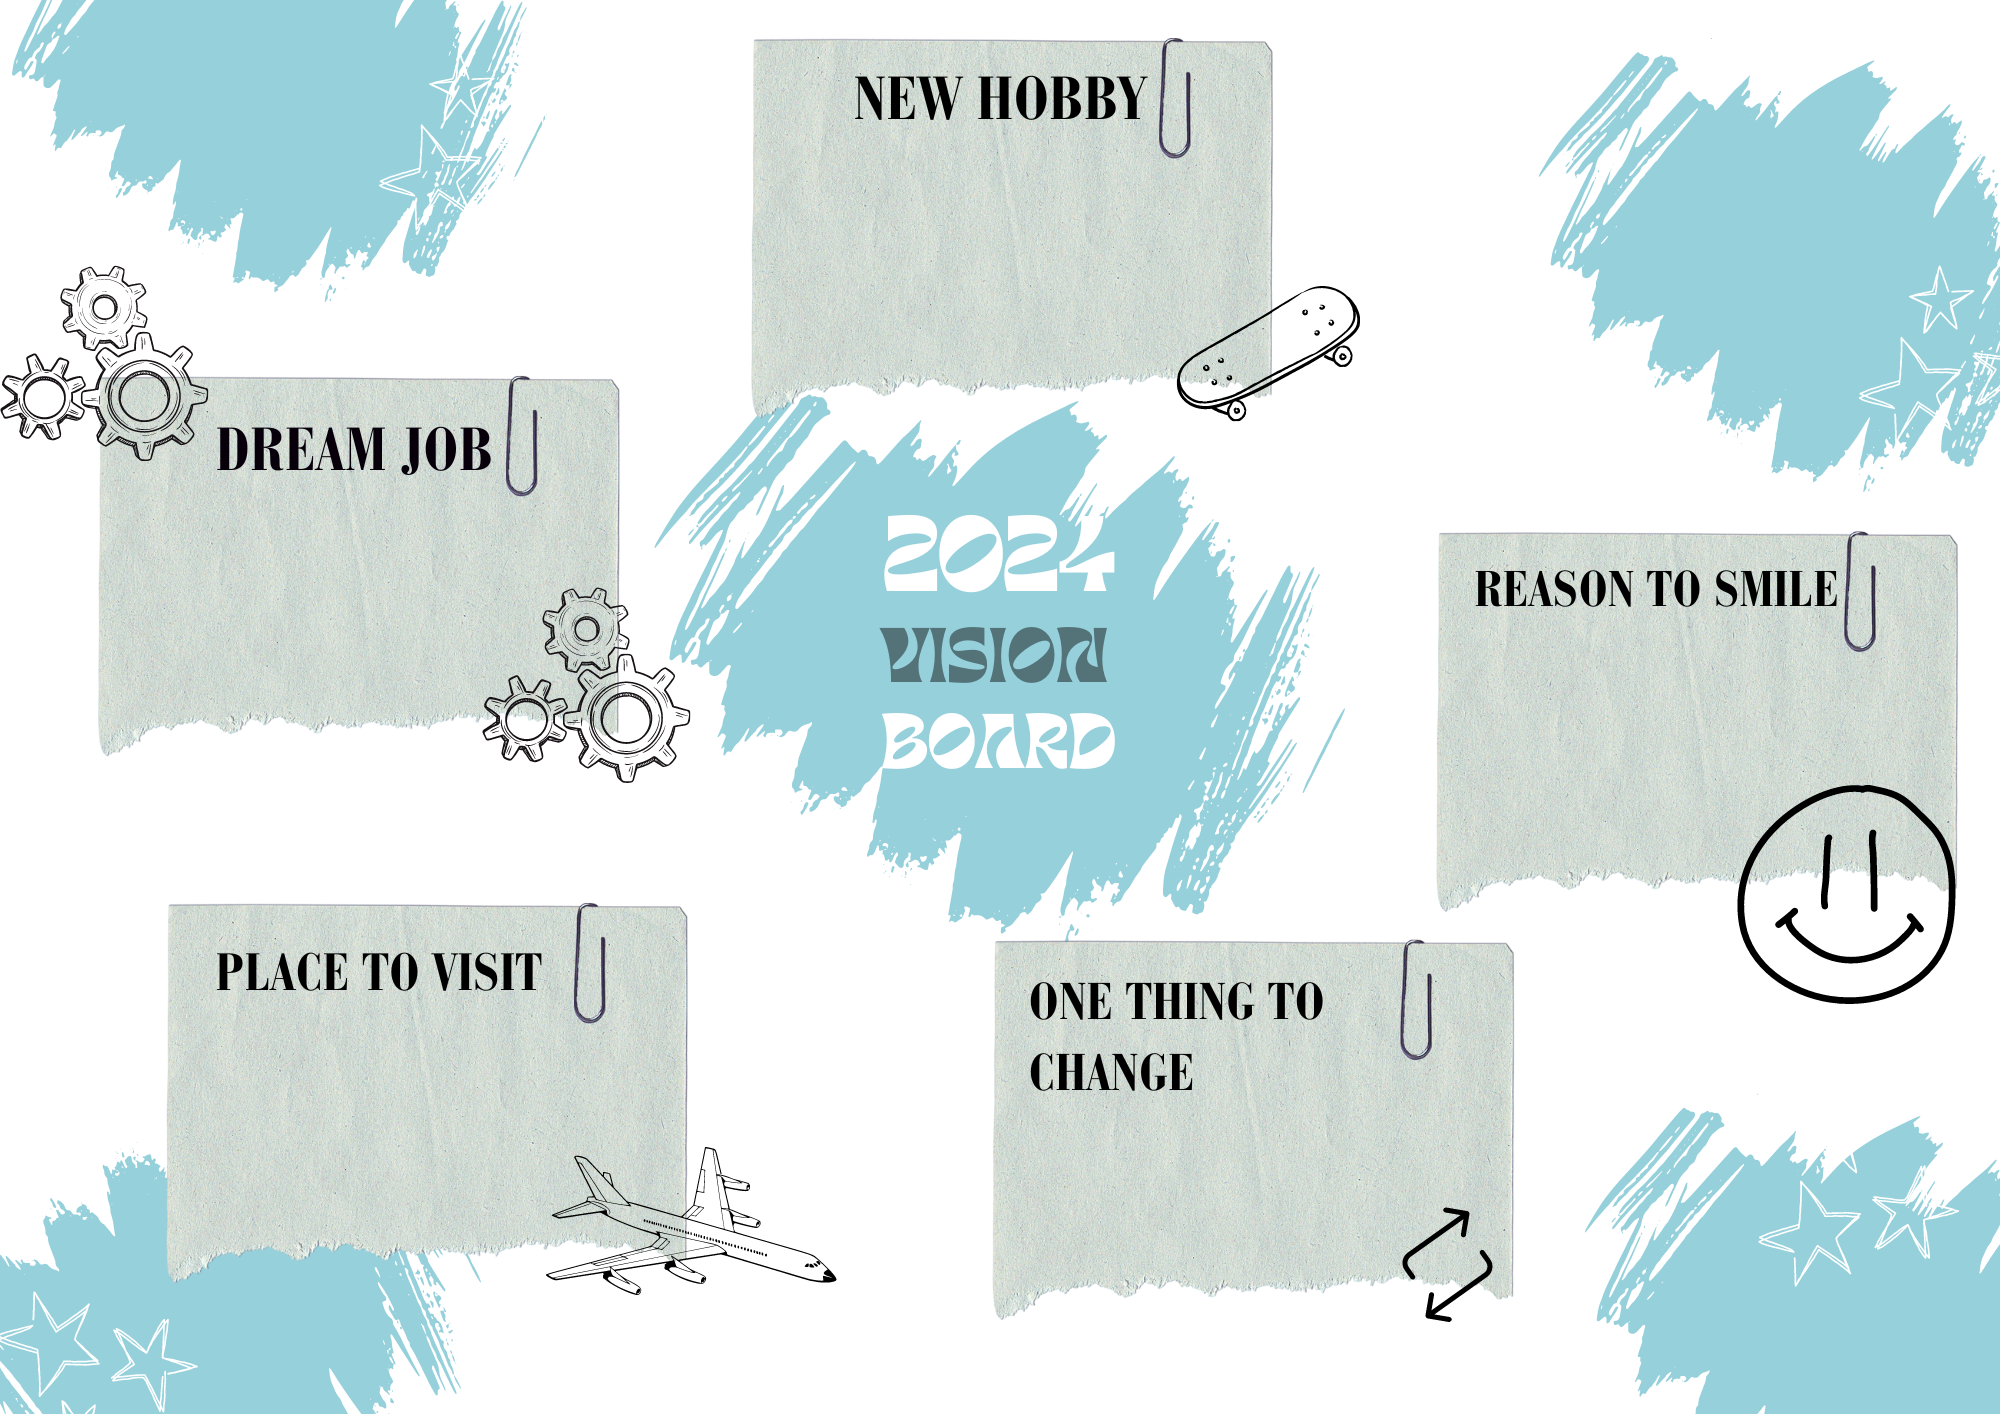 NEW HOBBY
DREAM JOB
2024
VISION
BOARD
REASON TO SMILE
PLACE TO VISIT
ONE THING TO
CHANGE